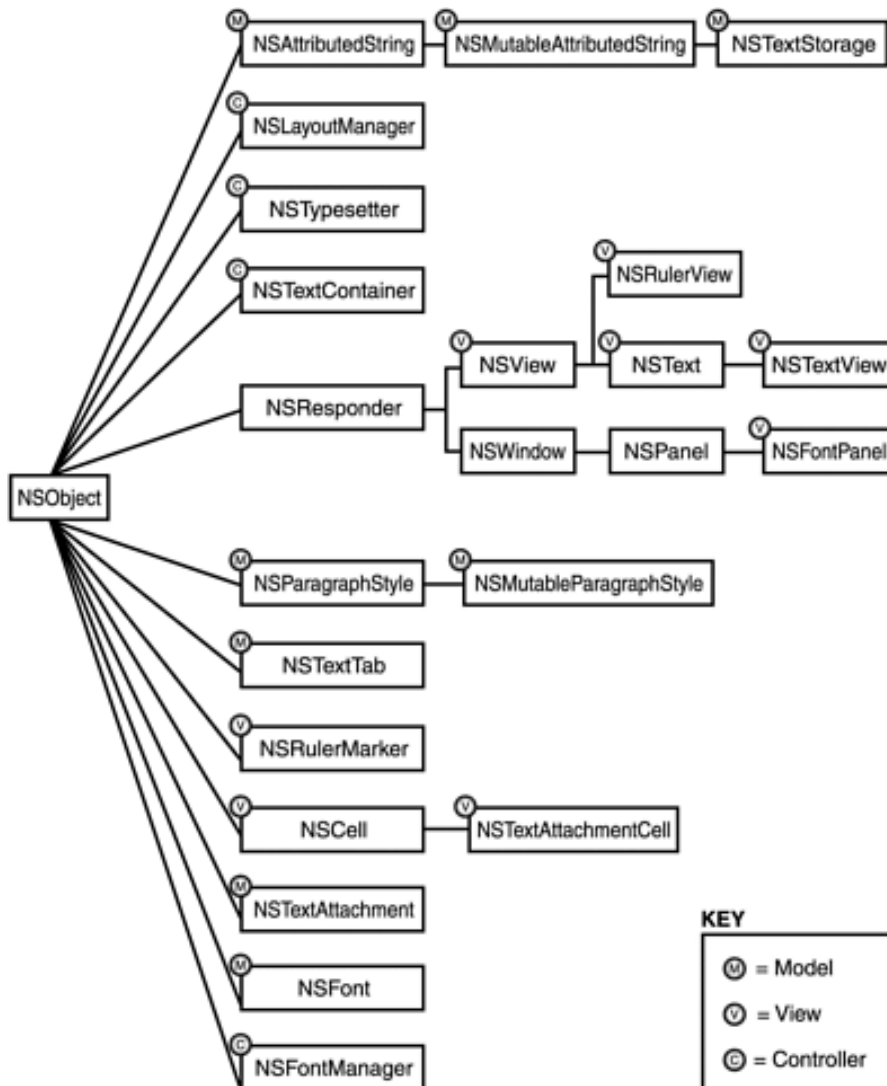 M
M
M
NSAttributedString
NSMutableAttributedString
NSTextStorage
C
NSLayoutManager
C
NSTypesetter
C
NSTextContainer
V
NSRulerView
V
V
V
NSView
NSText
NSTextView
NSResponder
V
NSWindow
NSPanel
NSFontPanel
NSObject
M
M
NSParagraphStyle
NSMutableParagraphStyle
M
NSTextTab
V
NSRulerMarker
V
V
NSCell
NSTextAttachmentCell
M
NSTextAttachment
M
NSFont
C
NSFontManager
KEY
M = Model
V = View
C = Controller